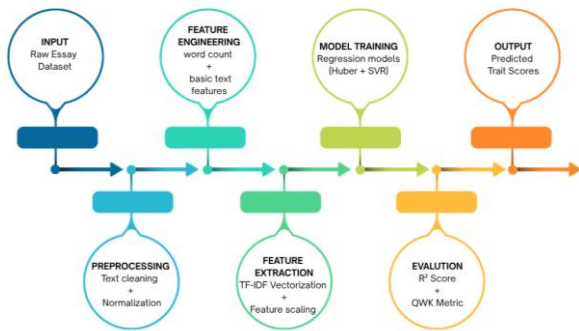 INPUT
Raw Essay
Dataset
PREPROCESSING
Text cleaning
+
Normalization
FEATURE
ENGINEERING
word count
+
basic text
features
FEATURE
EXTRACTION
TF-IDF Vectorization
+
Feature scaling
MODEL TRAINING
Regression models
(Huber + SVR)
EVALUTION
R² Score
+
QWK Metric
OUTPUT
Predicted
Trait Scores